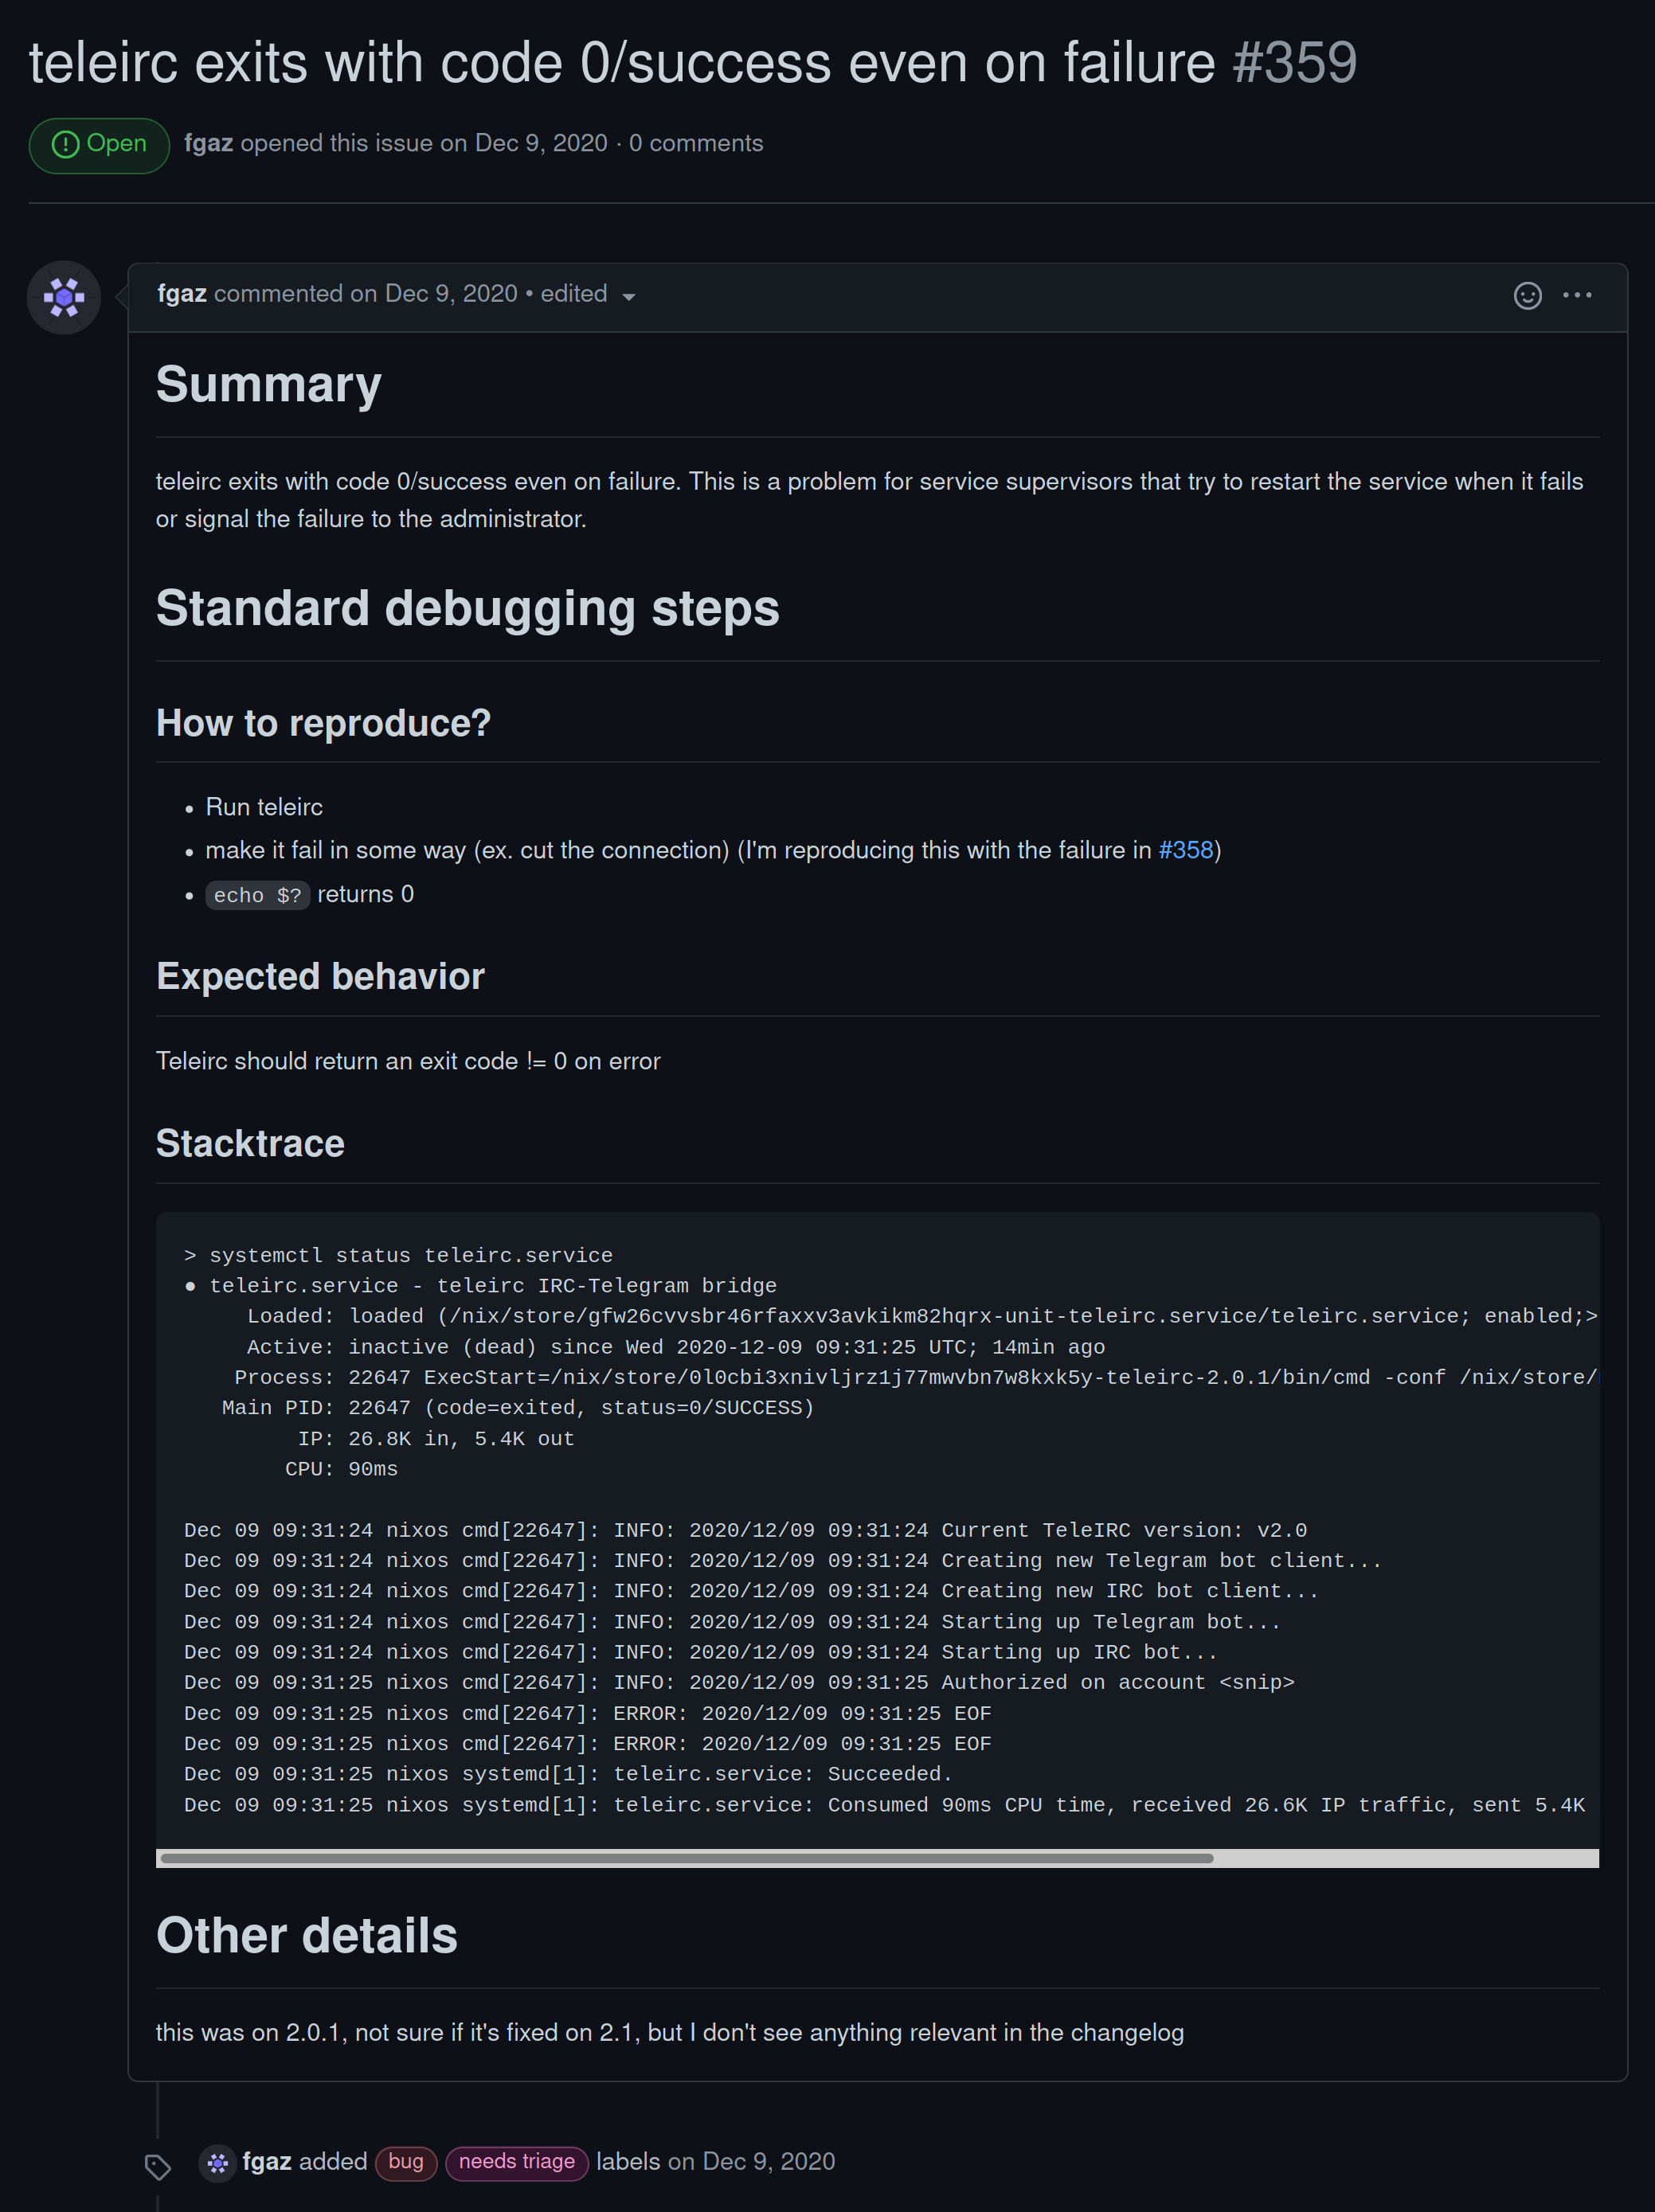 teleirc exits with code 0/success even on failure #359
Open fgaz opened this issue on Dec 9, 2020 · 0 comments
fgaz commented on Dec 9, 2020 • edited
Summary
teleirc exits with code 0/success even on failure. This is a problem for service supervisors that try to restart the service when it fails
or signal the failure to the administrator.
Standard debugging steps
How to reproduce?
• Run teleirc
• make it fail in some way (ex. cut the connection) (I'm reproducing this with the failure in #358)
• echo $? returns 0
Expected behavior
Teleirc should return an exit code != 0 on error
Stacktrace
> systemctl status teleirc.service
● teleirc.service - teleirc IRC-Telegram bridge
     Loaded: loaded (/nix/store/gfw26cvvsbr46rfaxxv3avkikm82hqrx-unit-teleirc.service/teleirc.service; enabled;>
     Active: inactive (dead) since Wed 2020-12-09 09:31:25 UTC; 14min ago
    Process: 22647 ExecStart=/nix/store/0l0cbi3xnivljrz1j77mwvbn7w8kxk5y-teleirc-2.0.1/bin/cmd -conf /nix/store/
   Main PID: 22647 (code=exited, status=0/SUCCESS)
         IP: 26.8K in, 5.4K out
        CPU: 90ms
Dec 09 09:31:24 nixos cmd[22647]: INFO: 2020/12/09 09:31:24 Current TeleIRC version: v2.0
Dec 09 09:31:24 nixos cmd[22647]: INFO: 2020/12/09 09:31:24 Creating new Telegram bot client...
Dec 09 09:31:24 nixos cmd[22647]: INFO: 2020/12/09 09:31:24 Creating new IRC bot client...
Dec 09 09:31:24 nixos cmd[22647]: INFO: 2020/12/09 09:31:24 Starting up Telegram bot...
Dec 09 09:31:24 nixos cmd[22647]: INFO: 2020/12/09 09:31:24 Starting up IRC bot...
Dec 09 09:31:25 nixos cmd[22647]: INFO: 2020/12/09 09:31:25 Authorized on account <snip>
Dec 09 09:31:25 nixos cmd[22647]: ERROR: 2020/12/09 09:31:25 EOF
Dec 09 09:31:25 nixos cmd[22647]: ERROR: 2020/12/09 09:31:25 EOF
Dec 09 09:31:25 nixos systemd[1]: teleirc.service: Succeeded.
Dec 09 09:31:25 nixos systemd[1]: teleirc.service: Consumed 90ms CPU time, received 26.6K IP traffic, sent 5.4K
Other details
this was on 2.0.1, not sure if it's fixed on 2.1, but I don't see anything relevant in the changelog
fgaz added bug needs triage labels on Dec 9, 2020